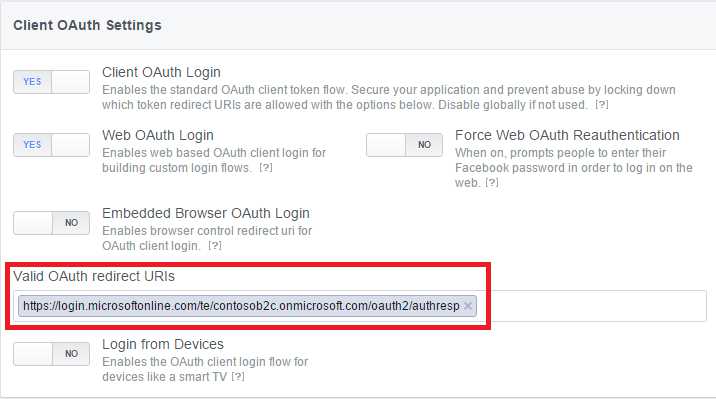 Client OAuth Settings
YES
Client OAuth Login
Enables the standard OAuth client token flow. Secure your application and prevent abuse by locking down
which token redirect URIs are allowed with the options below. Disable globally if not used. [?]
YES
Web OAuth Login
Enables web based OAuth client login for
building custom login flows. [?]
NO
Force Web OAuth Reauthentication
When on, prompts people to enter their
Facebook password in order to log in on the
web. [?]
NO
Embedded Browser OAuth Login
Enables browser control redirect uri for
OAuth client login. [?]
Valid OAuth redirect URIs
https://login.microsoftonline.com/te/contosob2c.onmicrosoft.com/oauth2/authresp ×
NO
Login from Devices
Enables the OAuth client login flow for
devices like a smart TV [?]